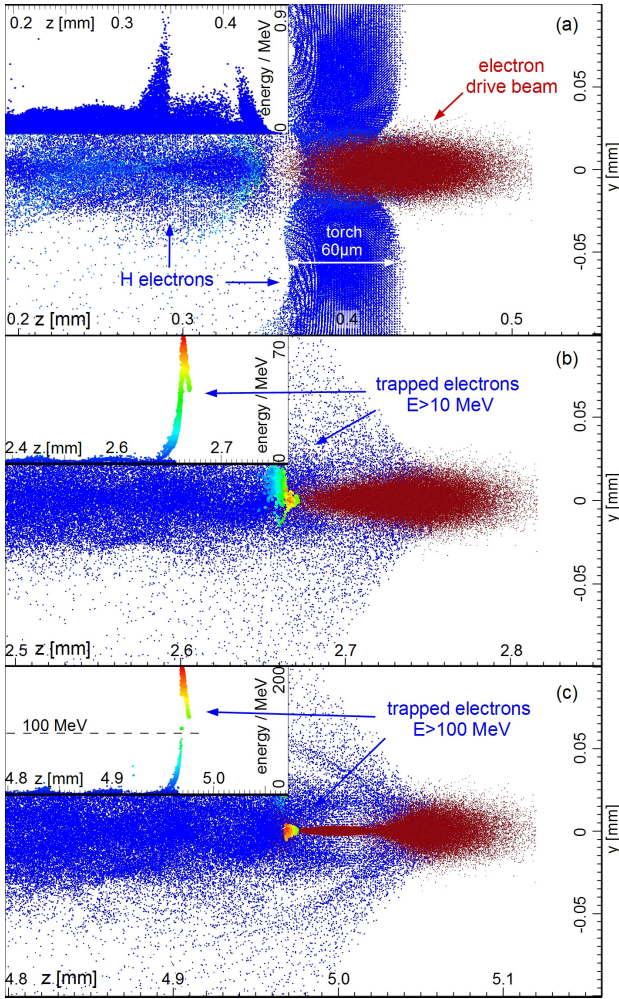 0.2 z [mm] 0.3 0.4
energy / MeV
0.9
0
(a)
electron
drive beam
0.05
0
-0.05
y [mm]
H electrons
torch
60µm
0.2 z [mm] 0.3 0.4 0.5
(b)
energy / MeV
70
0
trapped electrons
E>10 MeV
2.4 z [mm] 2.6 2.7
0.05
0
-0.05
y [mm]
2.5 z [mm] 2.6 2.7 2.8
(c)
energy / MeV
200
0
trapped electrons
E>100 MeV
100 MeV
4.8 z [mm] 4.9 5.0
0.05
0
-0.05
y [mm]
4.8 z [mm] 4.9 5.0 5.1